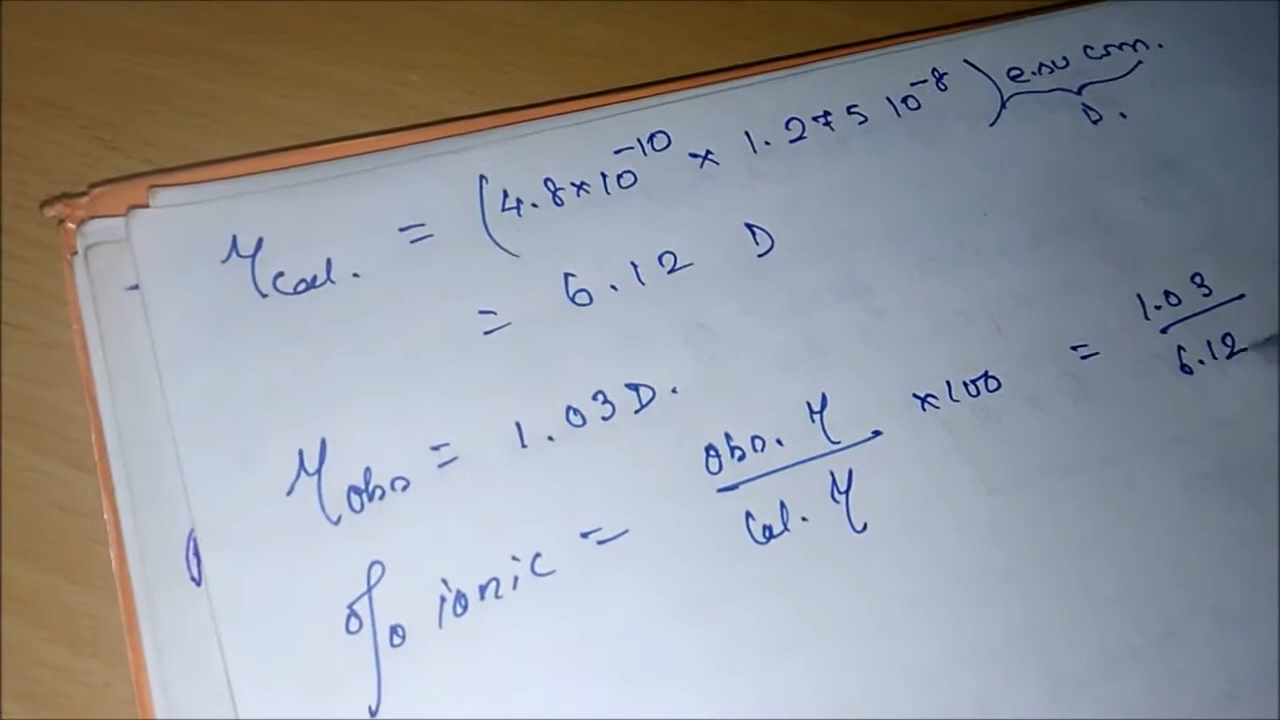 μcal. = (4.8×10⁻¹⁰ × 1.275 10⁻⁸) e.su cm.
D.
= 6.12 D
μobs = 1.03 D.
% ionic = obs. μ / cal. μ ×100 = 1.03 / 6.12